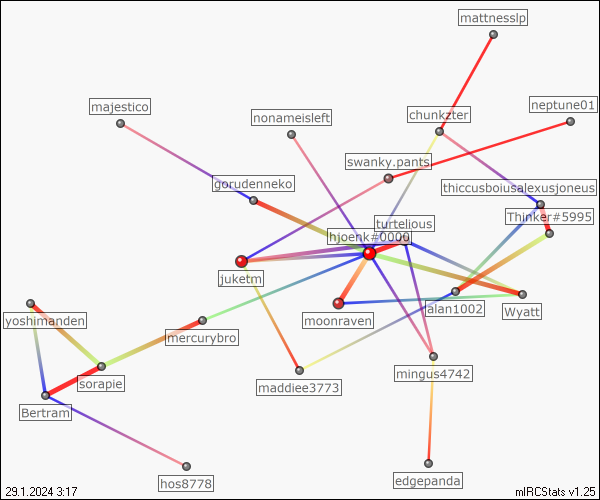 mattnesslp
majestico
neptune01
nonameisleft
chunkzter
swanky.pants
gorudenneko
thiccusboiusalexusjoneus
Thinker#5995
turtelious
hjoenk#0000
juketm
moonraven
alan1002
Wyatt
yoshimanden
mercurybro
mingus4742
sorapie
maddiee3773
Bertram
edgepanda
hos8778
29.1.2024 3:17
mIRCStats v1.25